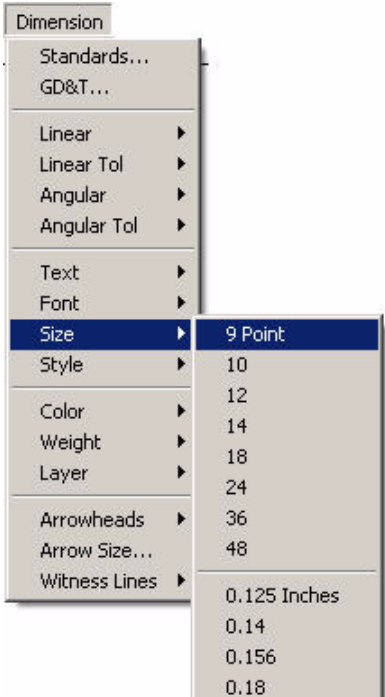 Dimension
Standards...
GD&T...
Linear
Linear Tol
Angular
Angular Tol
Text
Font
Size
Style
Color
Weight
Layer
Arrowheads
Arrow Size...
Witness Lines
9 Point
10
12
14
18
24
36
48
0.125 Inches
0.14
0.156
0.18